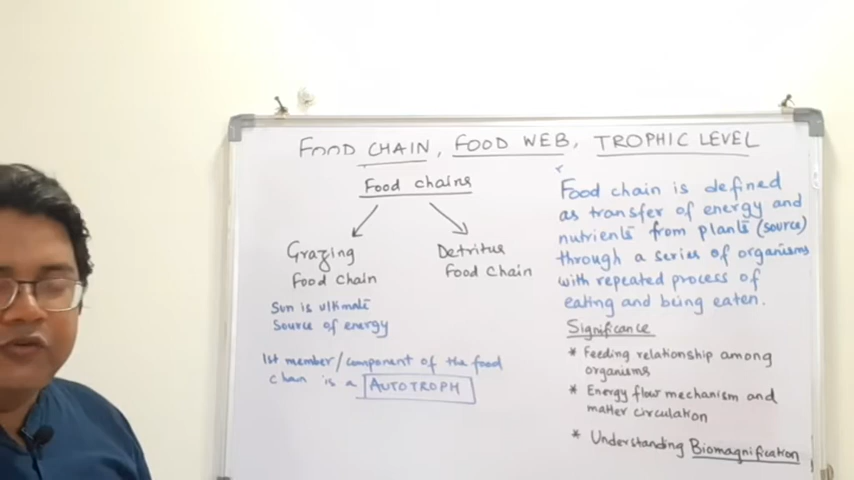 FOOD CHAIN, FOOD WEB, TROPHIC LEVEL
Food chains
Grazing
Food Chain
Sun is ultimate
Source of energy
Detritus
Food Chain
1st member/component of the food
chain is a AUTOTROPH
Food chain is defined
as transfer of energy and
nutrients from plants (source)
through a series of organisms
with repeated process of
eating and being eaten.
Significance
* Feeding relationship among
organisms
* Energy flow mechanism and
matter circulation
* Understanding Biomagnification